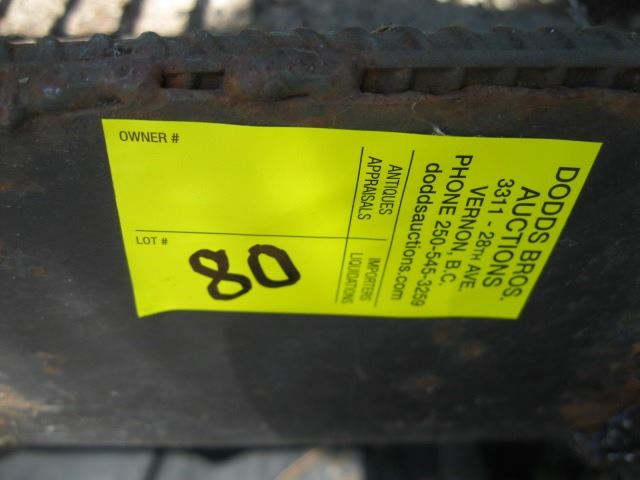 DODDS BROS.
AUCTIONS
3311 - 28TH AVE.
VERNON, B.C.
PHONE 250-545-3259
doddsauctions.com
ANTIQUES
APPRAISALS
IMPORTERS
LIQUIDATIONS
OWNER #
LOT #
80